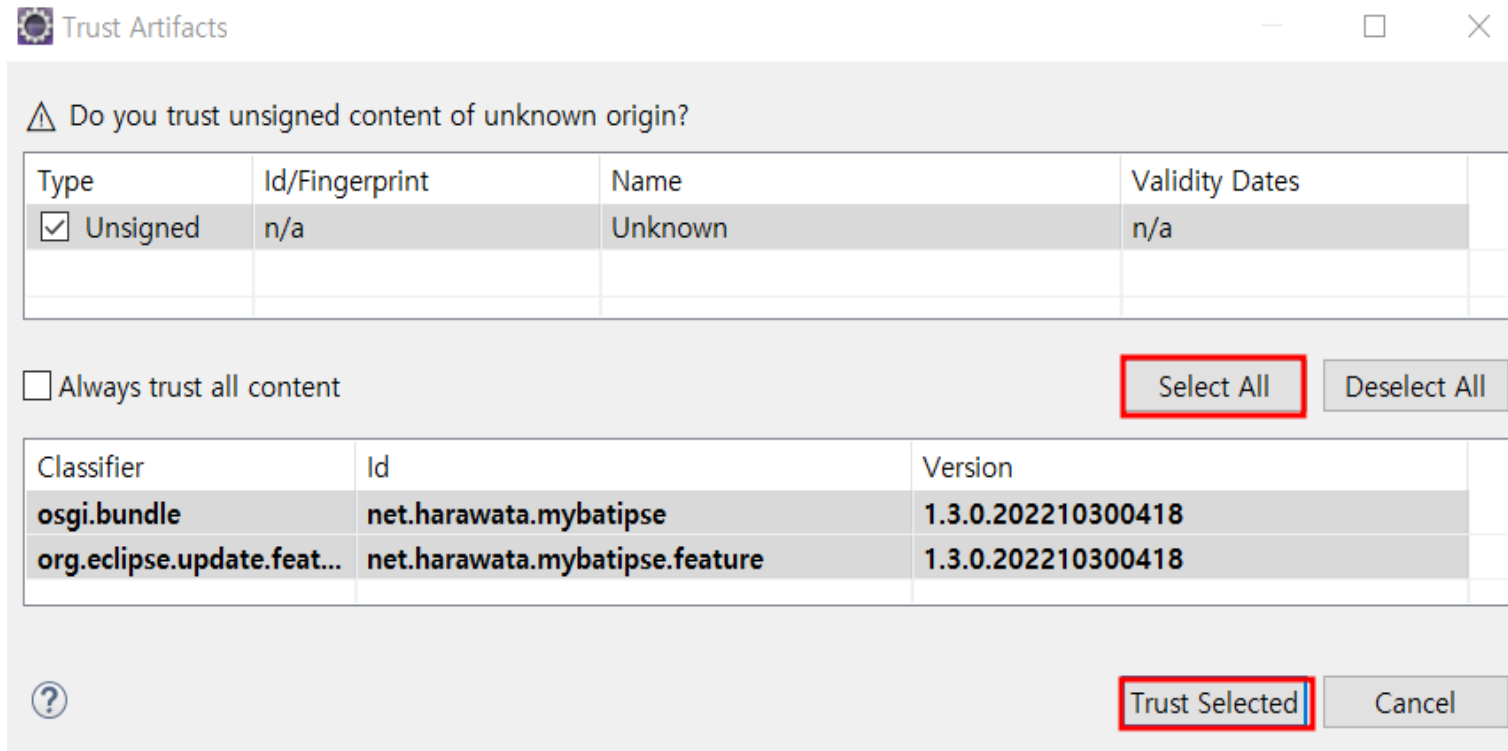 Trust Artifacts
Do you trust unsigned content of unknown origin?
Type Id/Fingerprint Name Validity Dates
Unsigned n/a Unknown n/a
Always trust all content Select All Deselect All
Classifier Id Version
osgi.bundle net.harawata.mybatipse 1.3.0.202210300418
org.eclipse.update.feat... net.harawata.mybatipse.feature 1.3.0.202210300418
? Trust Selected Cancel